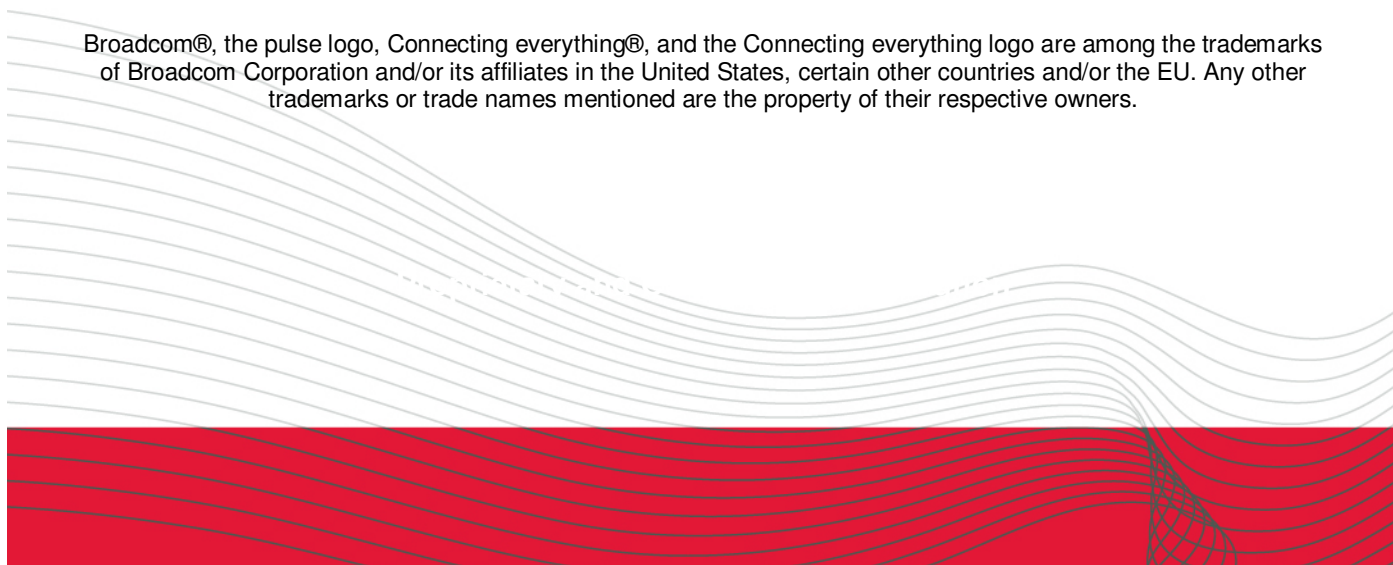 Broadcom®, the pulse logo, Connecting everything®, and the Connecting everything logo are among the trademarks
of Broadcom Corporation and/or its affiliates in the United States, certain other countries and/or the EU. Any other
trademarks or trade names mentioned are the property of their respective owners.